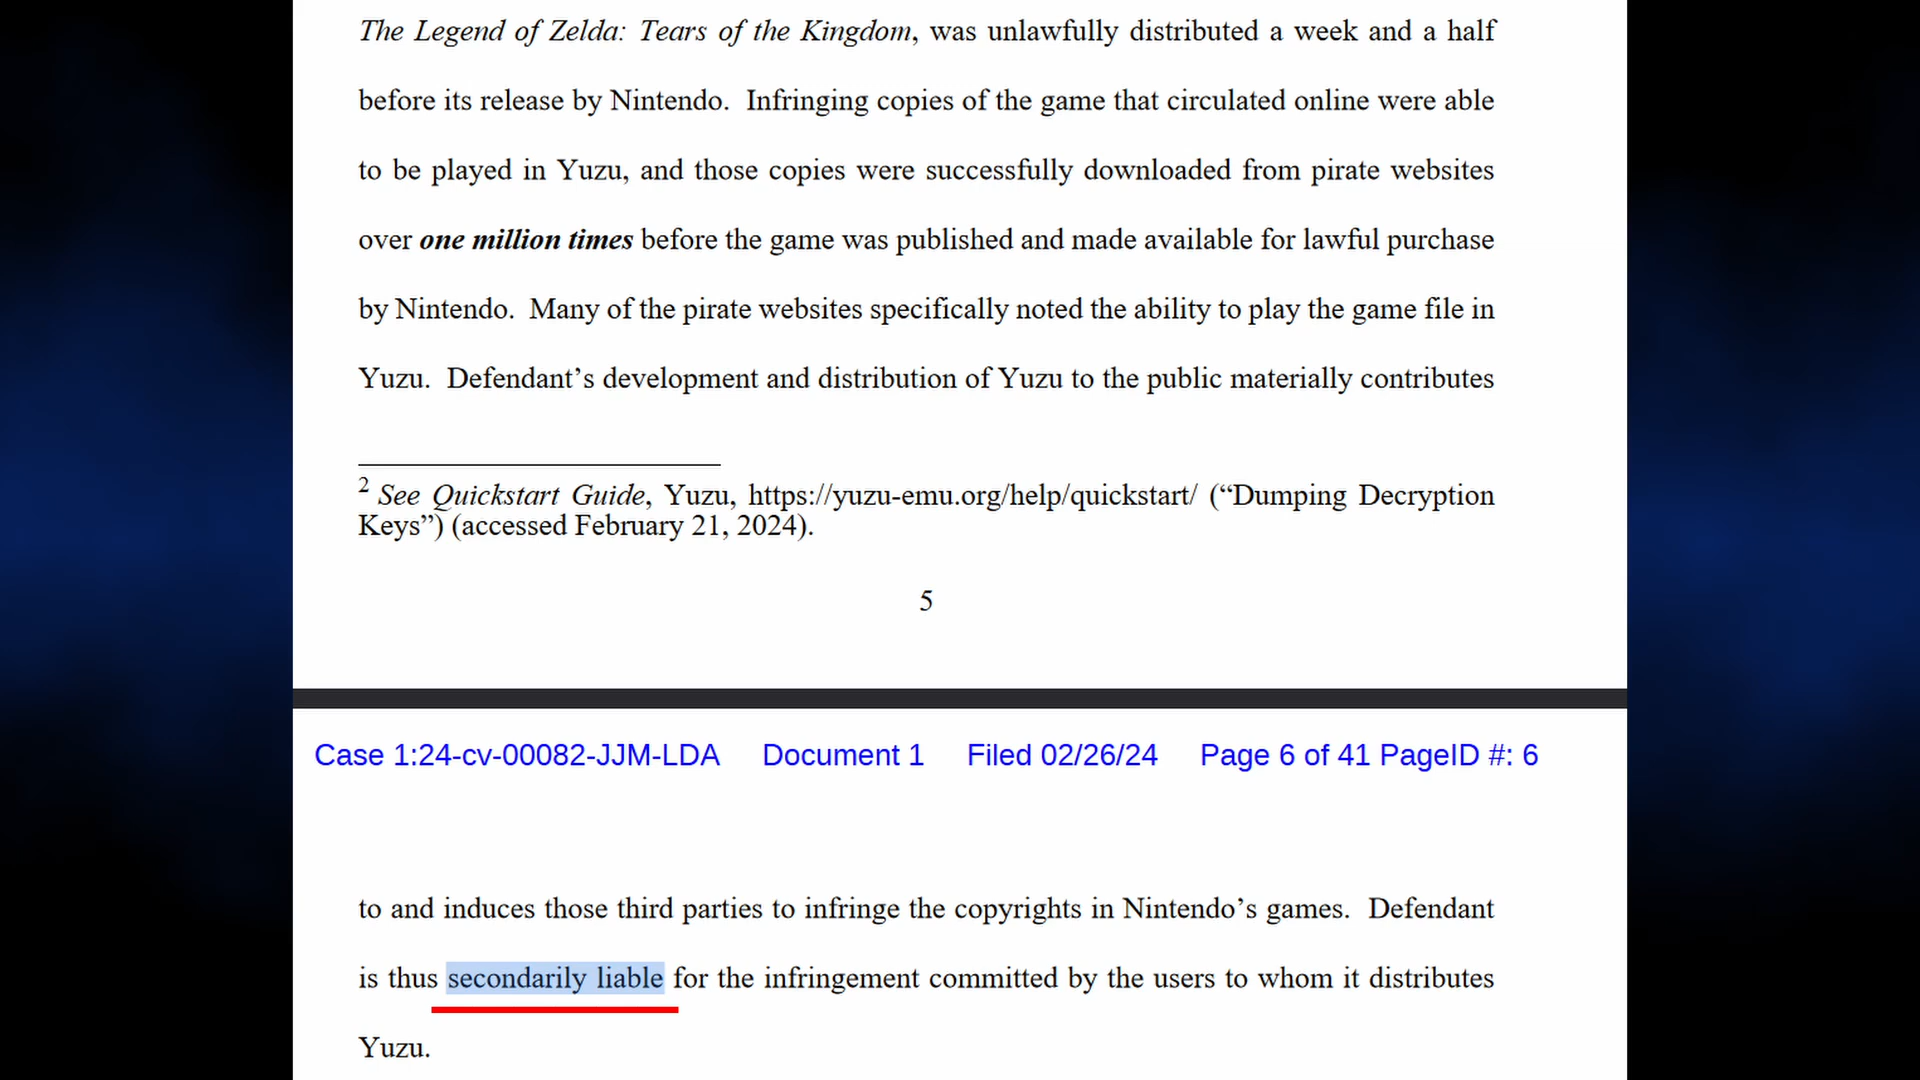 The Legend of Zelda: Tears of the Kingdom, was unlawfully distributed a week and a half
before its release by Nintendo.  Infringing copies of the game that circulated online were able
to be played in Yuzu, and those copies were successfully downloaded from pirate websites
over one million times before the game was published and made available for lawful purchase
by Nintendo.  Many of the pirate websites specifically noted the ability to play the game file in
Yuzu.  Defendant’s development and distribution of Yuzu to the public materially contributes
2 See Quickstart Guide, Yuzu, https://yuzu-emu.org/help/quickstart/ (“Dumping Decryption
Keys”) (accessed February 21, 2024).
5
Case 1:24-cv-00082-JJM-LDA Document 1 Filed 02/26/24 Page 6 of 41 PageID #: 6
to and induces those third parties to infringe the copyrights in Nintendo’s games.  Defendant
is thus secondarily liable for the infringement committed by the users to whom it distributes
Yuzu.